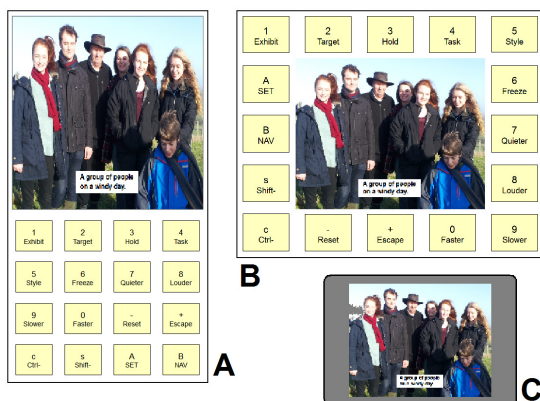 A group of people
on a windy day.
1 2 3 4
Exhibit Target Hold Task
5 6 7 8
Style Freeze Quieter Louder
9 0 - +
Slower Faster Reset Escape
c s A B
Ctrl- Shift- SET NAV
A
1 2 3 4 5
Exhibit Target Hold Task Style
A
SET
6
Freeze
A group of people
on a windy day.
B
NAV
7
Quieter
s
Shift-
8
Louder
c - + 0 9
Ctrl- Reset Escape Faster Slower
B
A group of people
on a windy day.
C